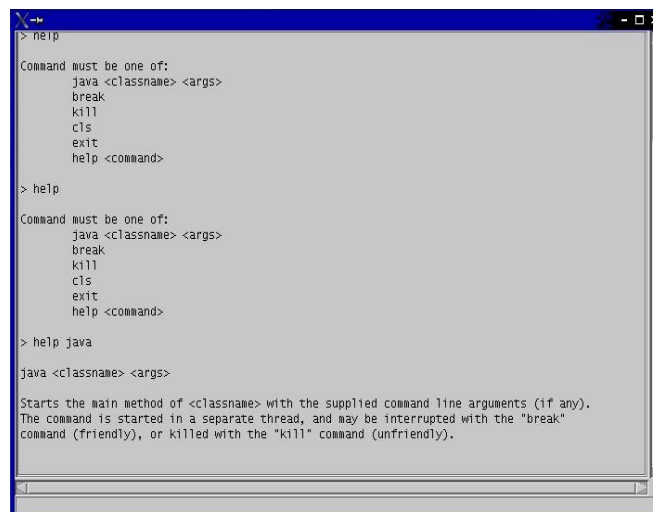 > help
Command must be one of:
java <classname> <args>
break
kill
cls
exit
help <command>
> help
Command must be one of:
java <classname> <args>
break
kill
cls
exit
help <command>
> help java
java <classname> <args>
Starts the main method of <classname> with the supplied command line arguments (if any).
The command is started in a separate thread, and may be interrupted with the "break"
command (friendly), or killed with the "kill" command (unfriendly).